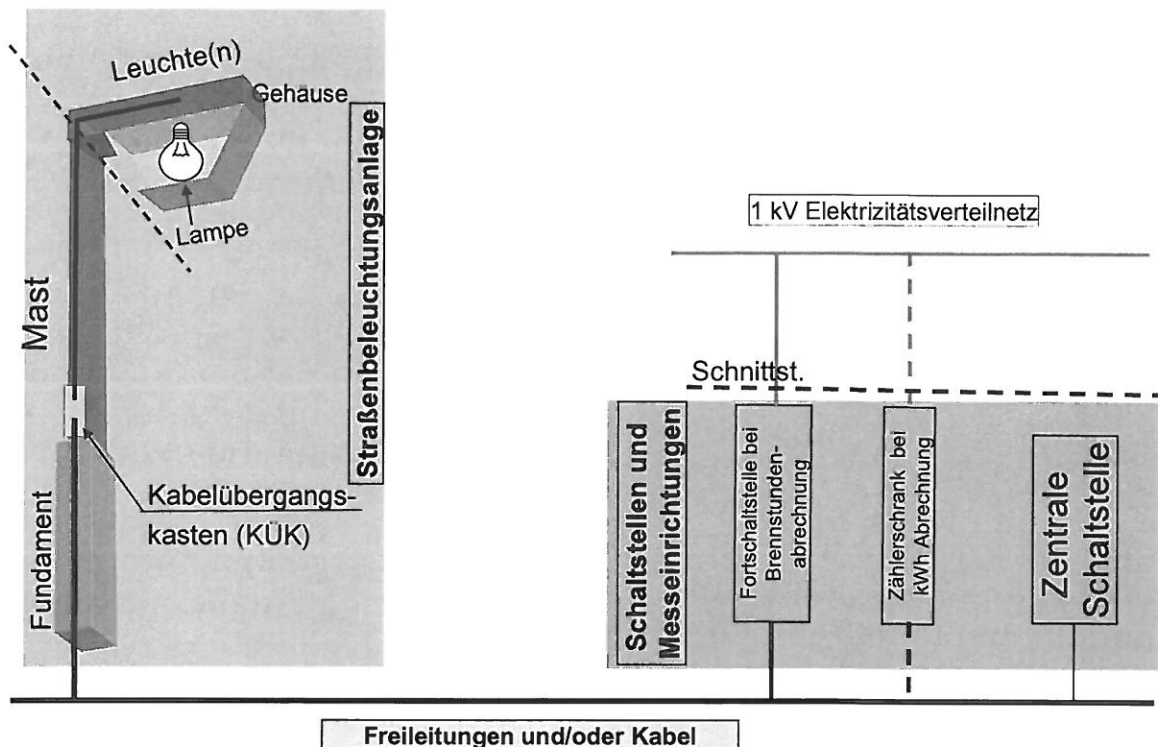 Leuchte(n)
Gehäuse
Lampe
Mast
Fundament
Kabelübergangs-
kasten (KÜK)
Straßenbeleuchtungsanlage
1 kV Elektrizitätsverteilnetz
Schnittst.
Schaltstellen und
Messeinrichtungen
Fortschaltstelle bei
Brennstunden-
abrechnung
Zählerschrank bei
kWh Abrechnung
Zentrale
Schaltstelle
Freileitungen und/oder Kabel